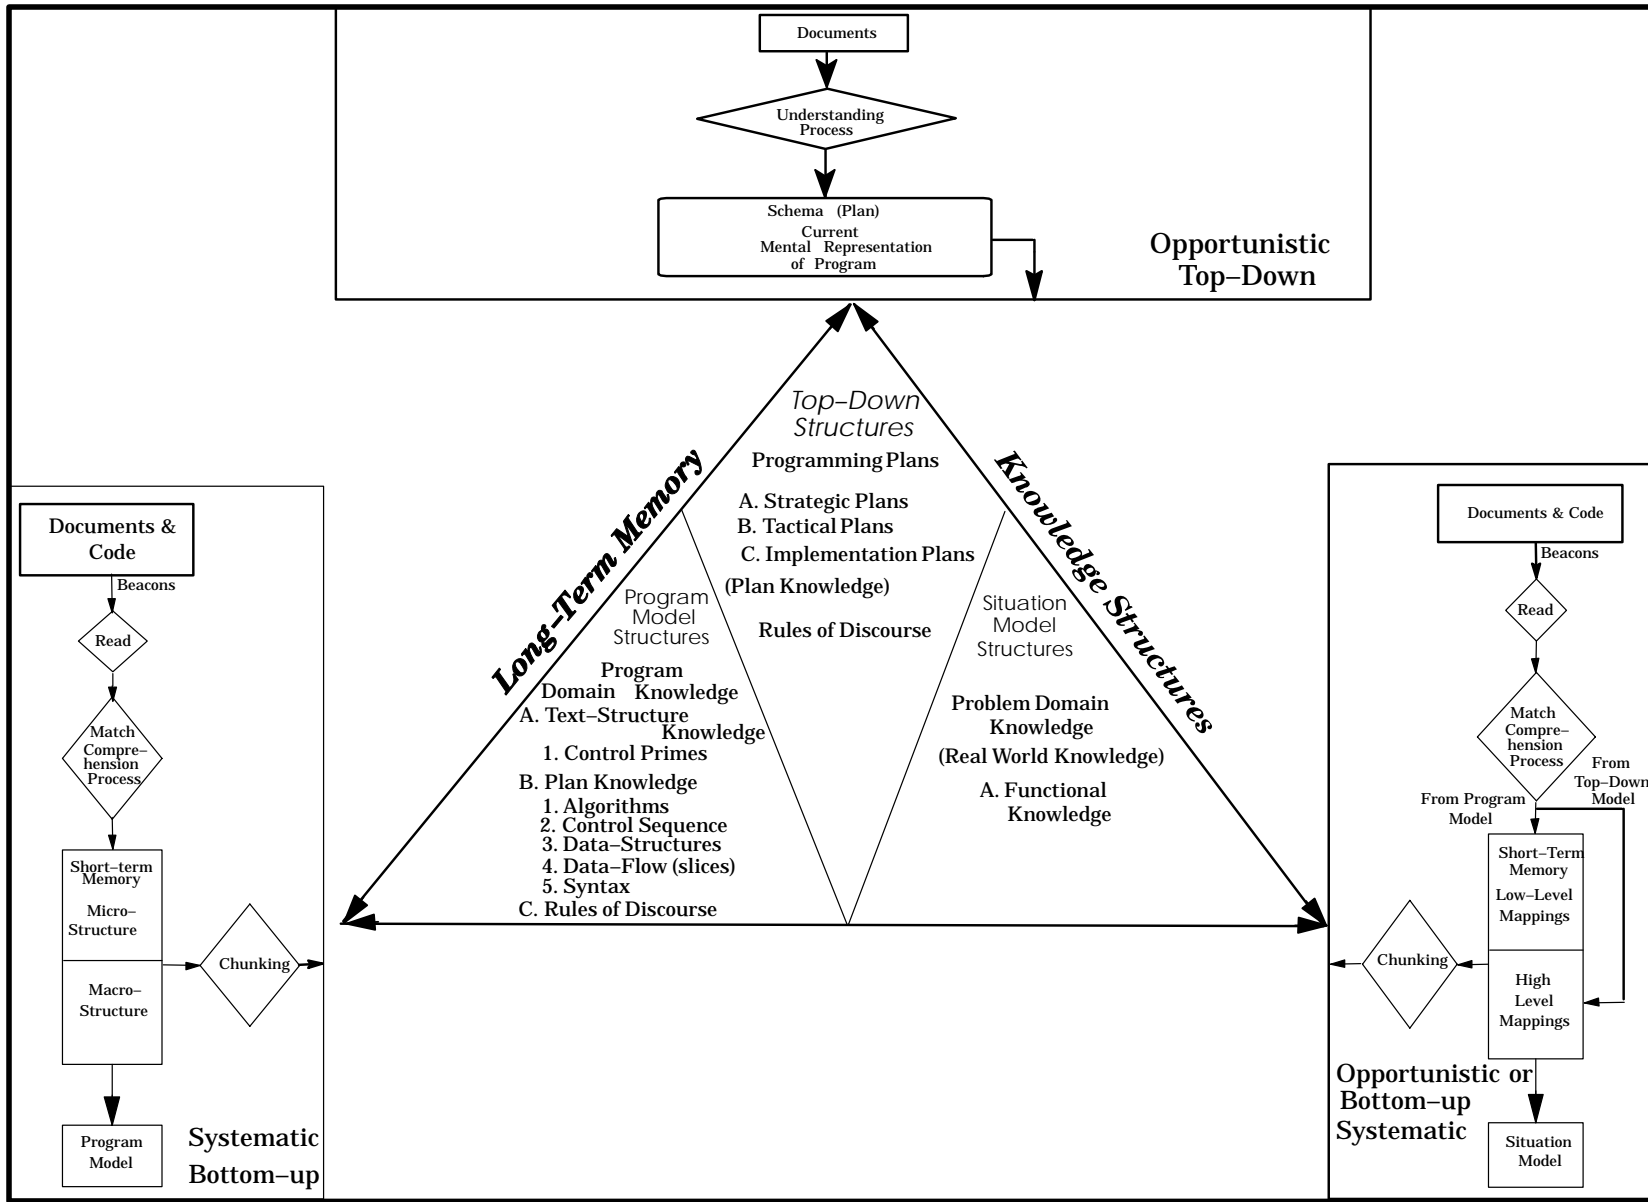 Documents
Understanding
Process
Schema (Plan)
Current
Mental Representation
of Program
Opportunistic
Top–Down
Long–Term Memory
Knowledge Structures
Top–Down
Structures
Programming Plans
A. Strategic Plans
B. Tactical Plans
C. Implementation Plans
(Plan Knowledge)
Rules of Discourse
Program
Model
Structures
Program
Domain Knowledge
A. Text–Structure
Knowledge
1. Control Primes
B. Plan Knowledge
1. Algorithms
2. Control Sequence
3. Data–Structures
4. Data–Flow (slices)
5. Syntax
C. Rules of Discourse
Situation
Model
Structures
Problem Domain
Knowledge
(Real World Knowledge)
A. Functional
Knowledge
Documents &
Code
Beacons
Read
Match
Compre–
hension
Process
Short–term
Memory
Micro–
Structure
Macro–
Structure
Chunking
Program
Model
Systematic
Bottom–up
Documents & Code
Beacons
Read
Match
Compre–
hension
Process
From
Top–Down
Model
From Program
Model
Short–Term
Memory
Low–Level
Mappings
High
Level
Mappings
Chunking
Opportunistic or
Bottom–up
Systematic
Situation
Model